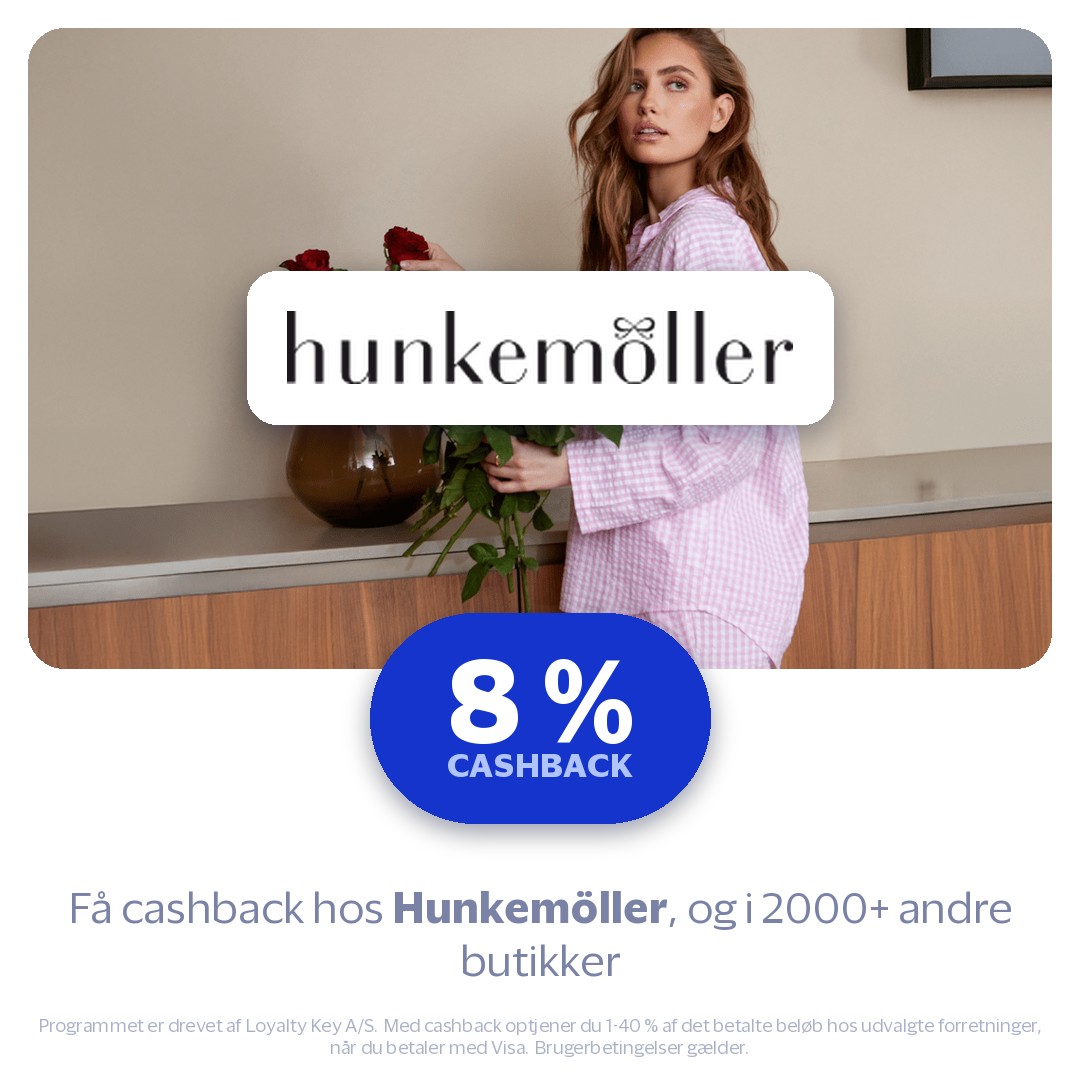 hunkemöller
8 %
CASHBACK
Få cashback hos Hunkemöller, og i 2000+ andre
butikker
Programmet er drevet af Loyalty Key A/S. Med cashback optjener du 1-40 % af det betalte beløb hos udvalgte forretninger,
når du betaler med Visa. Brugerbetingelser gælder.